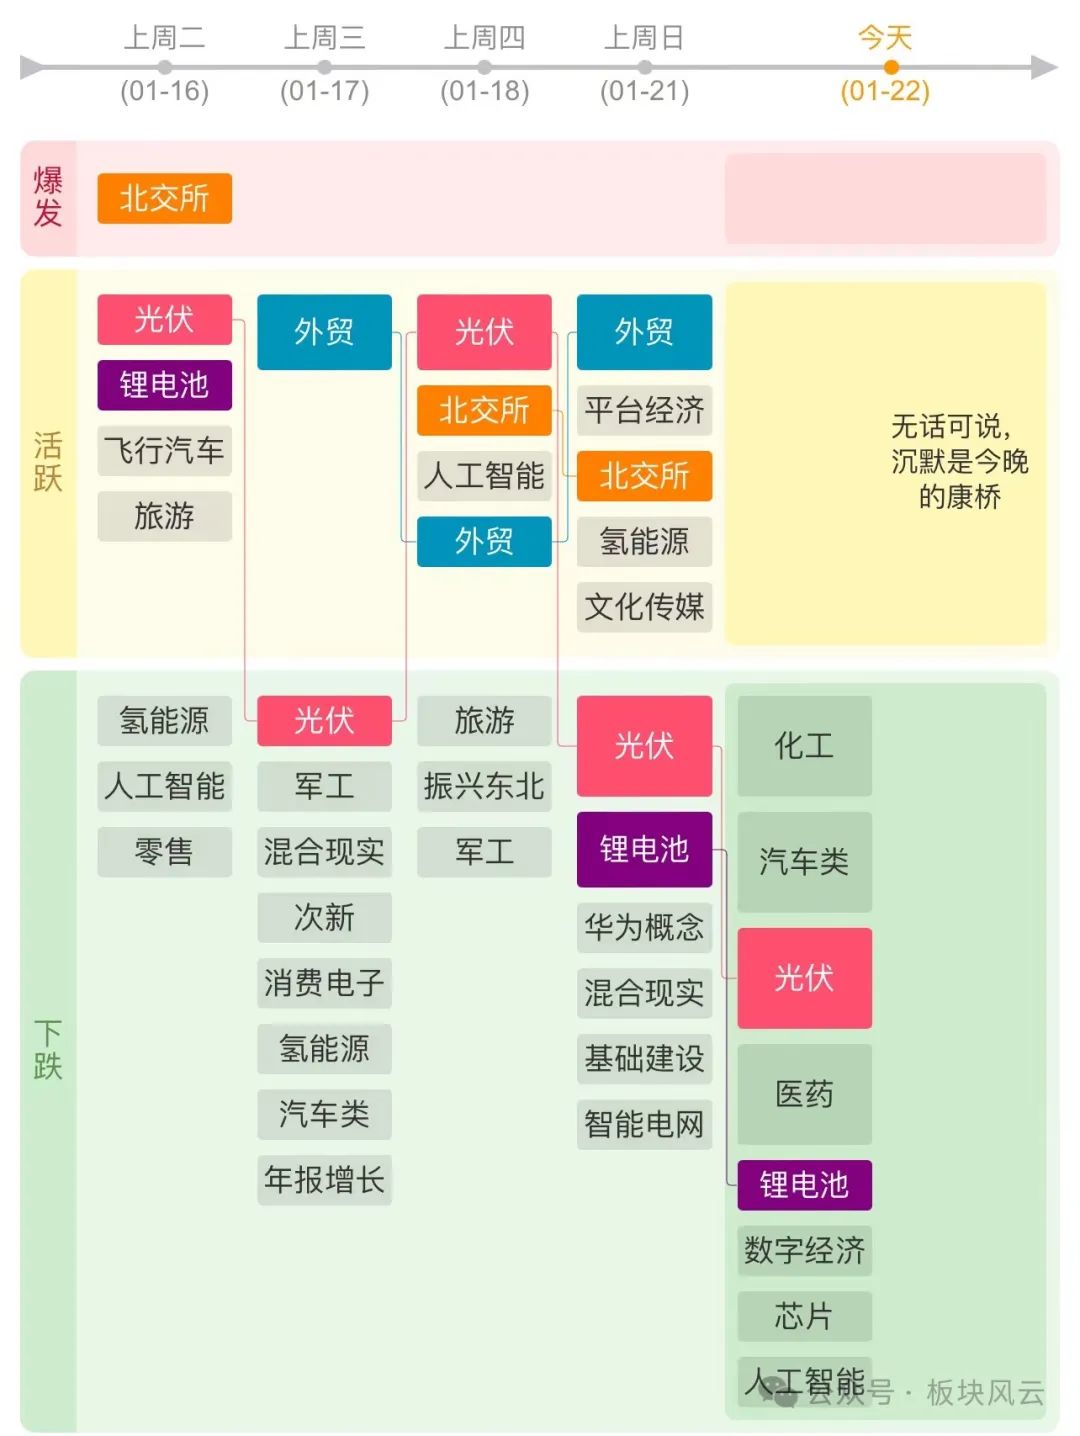 上周二
上周三
上周四
上周日
今天
(01-16)
(01-17)
(01-18)
(01-21)
(01-22)
爆发
北交所
活跃
光伏
锂电池
飞行汽车
旅游
外贸
光伏
北交所
人工智能
外贸
外贸
平台经济
北交所
氢能源
文化传媒
无话可说，
沉默是今晚
的康桥
下跌
氢能源
人工智能
零售
光伏
军工
混合现实
次新
消费电子
氢能源
汽车类
年报增长
旅游
振兴东北
军工
光伏
锂电池
华为概念
混合现实
基础建设
智能电网
化工
汽车类
光伏
医药
锂电池
数字经济
芯片
人工智能
公众号 · 板块风云